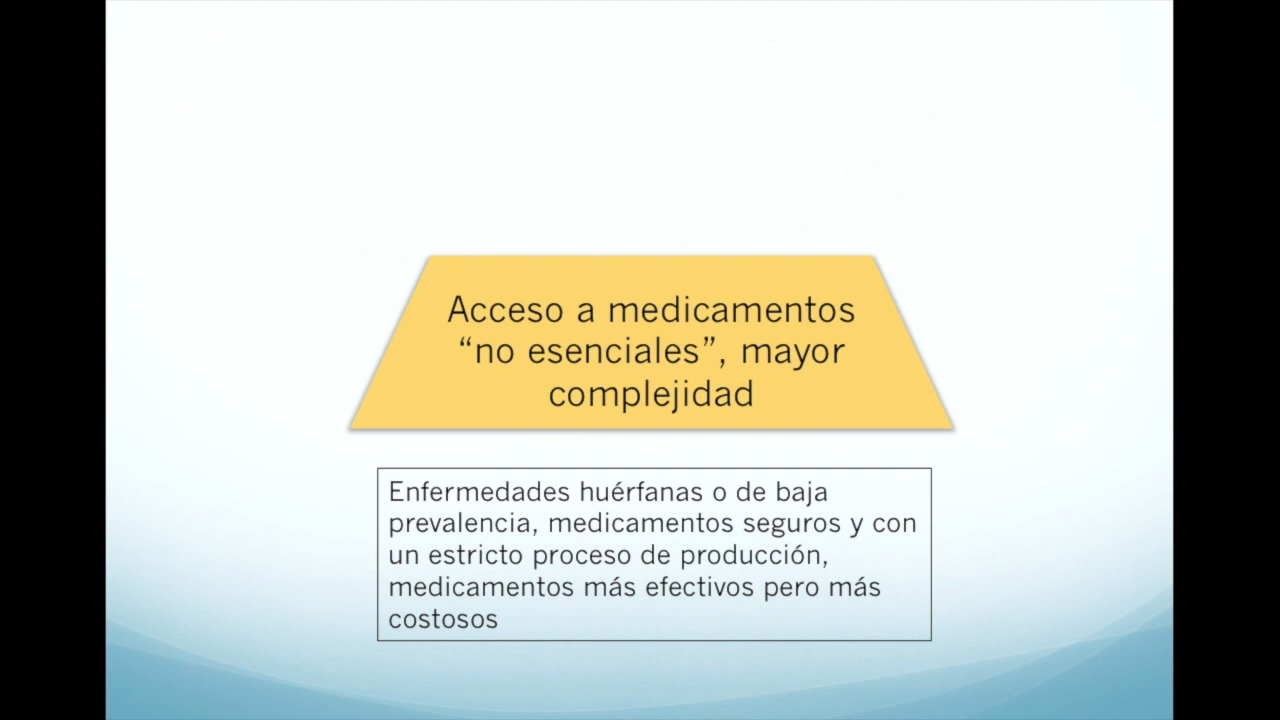 Acceso a medicamentos
“no esenciales”, mayor
complejidad
Enfermedades huérfanas o de baja
prevalencia, medicamentos seguros y con
un estricto proceso de producción,
medicamentos más efectivos pero más
costosos